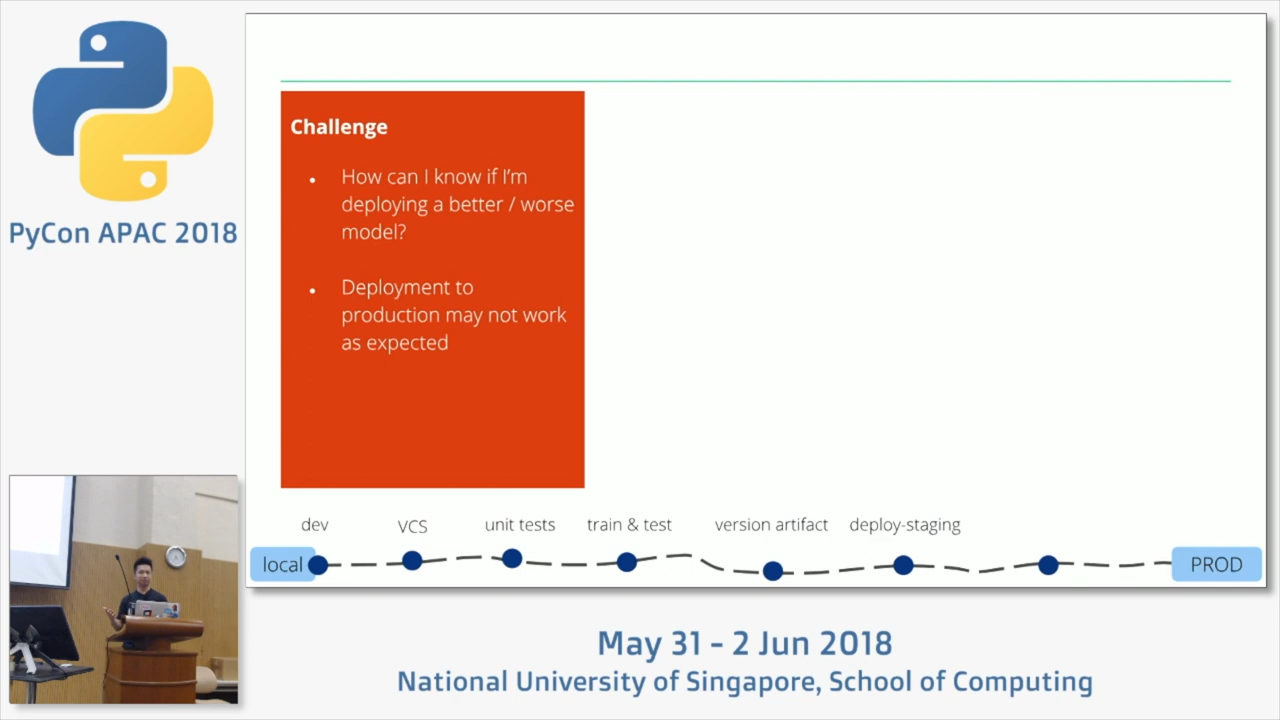 PyCon APAC 2018
Challenge
• How can I know if I'm
deploying a better / worse
model?
• Deployment to
production may not work
as expected
dev
VCS
unit tests
train & test
version artifact
deploy-staging
local
PROD
May 31 - 2 Jun 2018
National University of Singapore, School of Computing